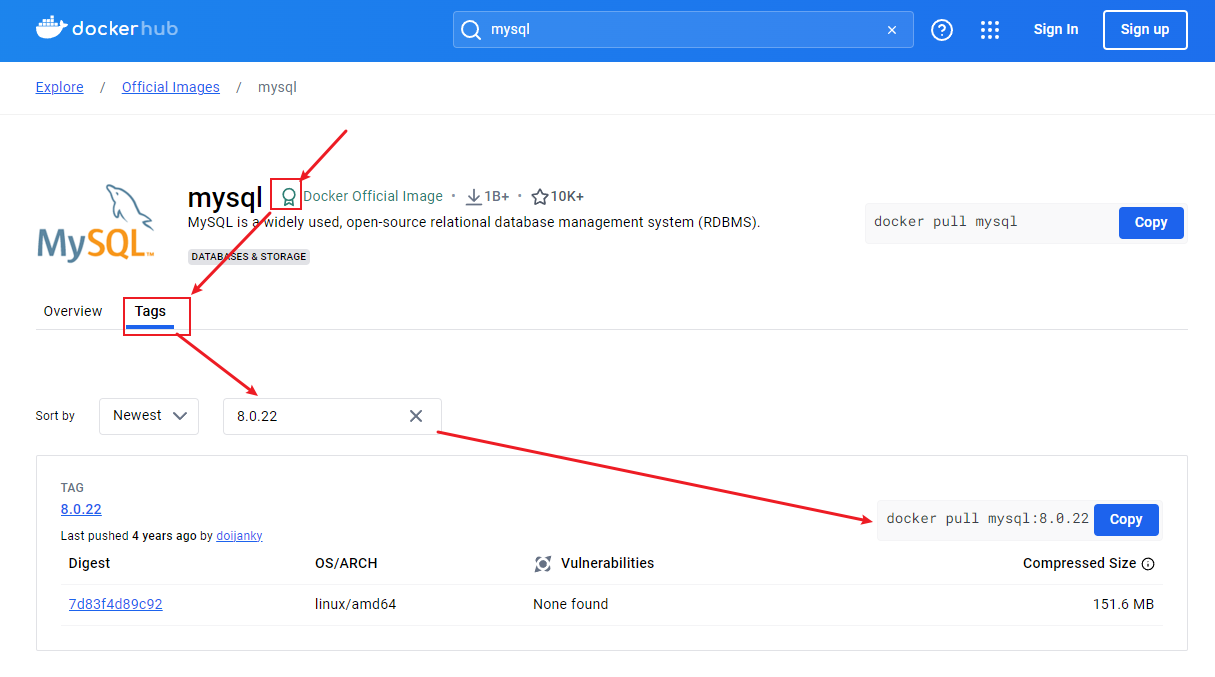 dockerhub mysql Sign In Sign up
Explore / Official Images / mysql
mysql Docker Official Image • 1B+ • 10K+
MySQL is a widely used, open-source relational database management system (RDBMS).
docker pull mysql Copy
MySQL™
DATABASES & STORAGE
Overview Tags
Sort by Newest 8.0.22
TAG
8.0.22
docker pull mysql:8.0.22 Copy
Last pushed 4 years ago by doijanky
Digest OS/ARCH Vulnerabilities Compressed Size
7d83f4d89c92 linux/amd64 None found 151.6 MB